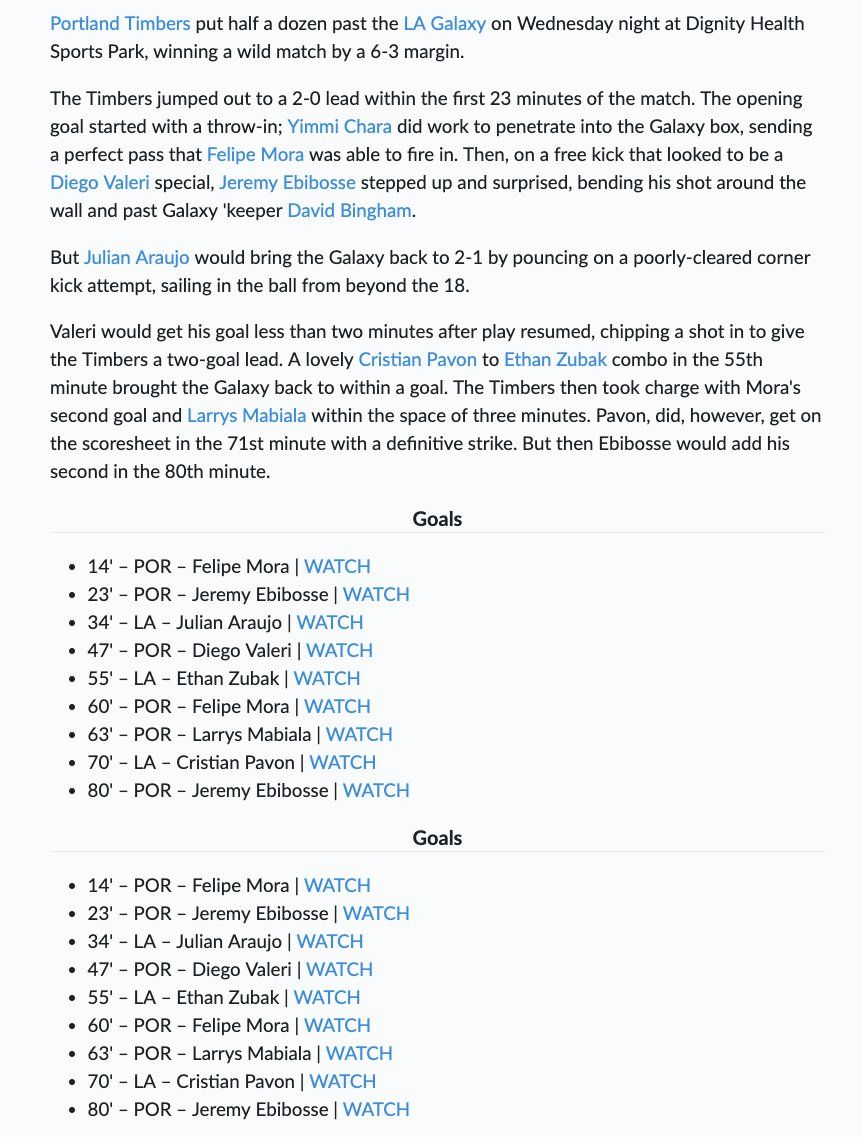 Portland Timbers put half a dozen past the LA Galaxy on Wednesday night at Dignity Health
Sports Park, winning a wild match by a 6-3 margin.
The Timbers jumped out to a 2-0 lead within the first 23 minutes of the match. The opening
goal started with a throw-in; Yimmi Chara did work to penetrate into the Galaxy box, sending
a perfect pass that Felipe Mora was able to fire in. Then, on a free kick that looked to be a
Diego Valeri special, Jeremy Ebibosse stepped up and surprised, bending his shot around the
wall and past Galaxy 'keeper David Bingham.
But Julian Araujo would bring the Galaxy back to 2-1 by pouncing on a poorly-cleared corner
kick attempt, sailing in the ball from beyond the 18.
Valeri would get his goal less than two minutes after play resumed, chipping a shot in to give
the Timbers a two-goal lead. A lovely Cristian Pavon to Ethan Zubak combo in the 55th
minute brought the Galaxy back to within a goal. The Timbers then took charge with Mora's
second goal and Larrys Mabiala within the space of three minutes. Pavon, did, however, get on
the scoresheet in the 71st minute with a definitive strike. But then Ebibosse would add his
second in the 80th minute.
Goals
• 14' – POR – Felipe Mora | WATCH
• 23' – POR – Jeremy Ebibosse | WATCH
• 34' – LA – Julian Araujo | WATCH
• 47' – POR – Diego Valeri | WATCH
• 55' – LA – Ethan Zubak | WATCH
• 60' – POR – Felipe Mora | WATCH
• 63' – POR – Larrys Mabiala | WATCH
• 70' – LA – Cristian Pavon | WATCH
• 80' – POR – Jeremy Ebibosse | WATCH
Goals
• 14' – POR – Felipe Mora | WATCH
• 23' – POR – Jeremy Ebibosse | WATCH
• 34' – LA – Julian Araujo | WATCH
• 47' – POR – Diego Valeri | WATCH
• 55' – LA – Ethan Zubak | WATCH
• 60' – POR – Felipe Mora | WATCH
• 63' – POR – Larrys Mabiala | WATCH
• 70' – LA – Cristian Pavon | WATCH
• 80' – POR – Jeremy Ebibosse | WATCH